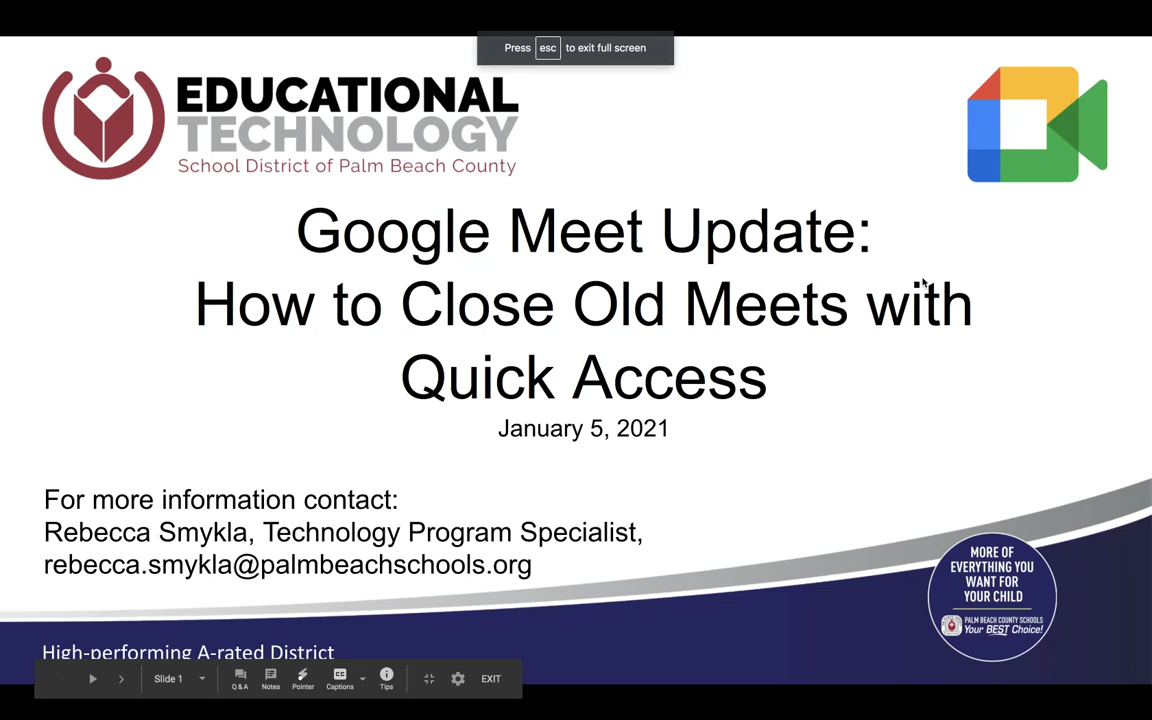 Press esc to exit full screen
EDUCATIONAL
TECHNOLOGY
School District of Palm Beach County
Google Meet Update:
How to Close Old Meets with
Quick Access
January 5, 2021
For more information contact:
Rebecca Smykla, Technology Program Specialist,
rebecca.smykla@palmbeachschools.org
MORE OF
EVERYTHING YOU
WANT FOR
YOUR CHILD
PALM BEACH COUNTY SCHOOLS
Your BEST Choice!
High-performing A-rated District
Slide 1
Q & A
Notes
Pointer
CC
Captions
Tips
EXIT